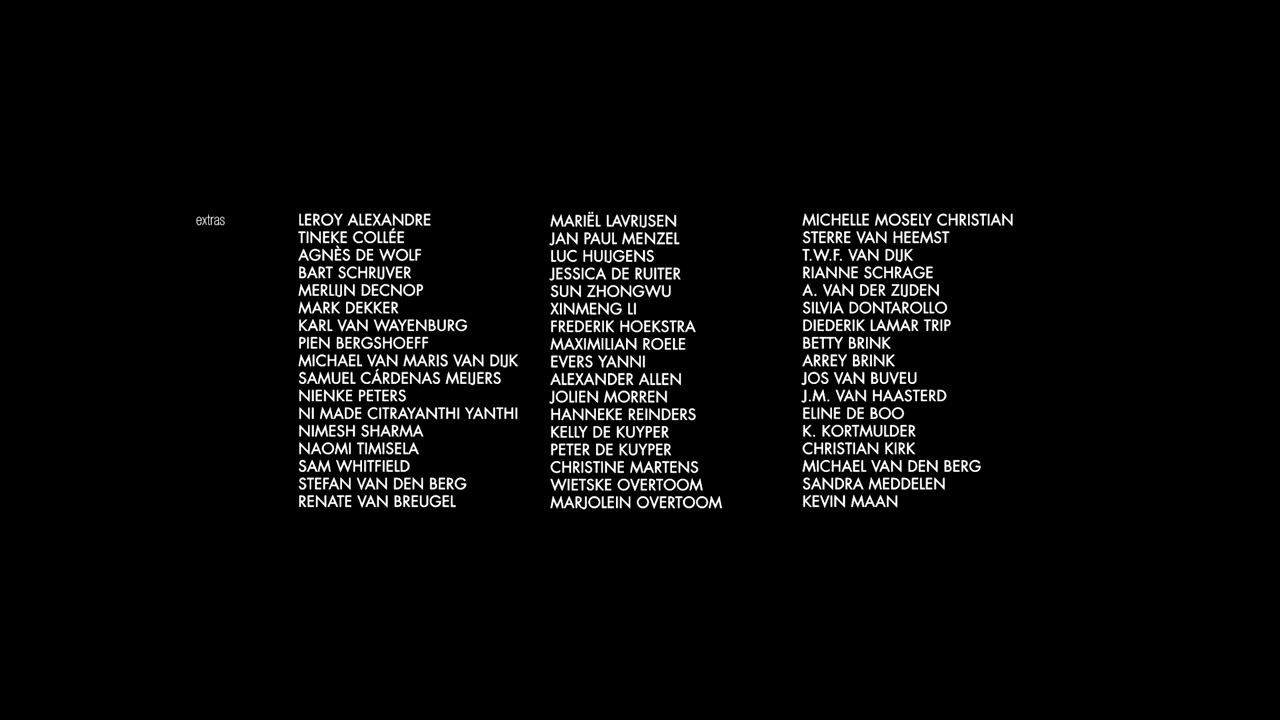 extras
LEROY ALEXANDRE
TINEKE COLLÉE
AGNÈS DE WOLF
BART SCHRIJVER
MERLIJN DECNOP
MARK DEKKER
KARL VAN WAYENBURG
PIEN BERGSHOEFF
MICHAEL VAN MARIS VAN DIJK
SAMUEL CÁRDENAS MEIJERS
NIENKE PETERS
NI MADE CITRAYANTHI YANTHI
NIMESH SHARMA
NAOMI TIMISELA
SAM WHITFIELD
STEFAN VAN DEN BERG
RENATE VAN BREUGEL
MARIËL LAVRIJSEN
JAN PAUL MENZEL
LUC HUIJGENS
JESSICA DE RUITER
SUN ZHONGWU
XINMENG LI
FREDERIK HOEKSTRA
MAXIMILIAN ROELE
EVERS YANNI
ALEXANDER ALLEN
JOLIEN MORREN
HANNEKE REINDERS
KELLY DE KUYPER
PETER DE KUYPER
CHRISTINE MARTENS
WIETSKE OVERTOOM
MARJOLEIN OVERTOOM
MICHELLE MOSELY CHRISTIAN
STERRE VAN HEEMST
T.W.F. VAN DIJK
RIANNE SCHRAGE
A. VAN DER ZIJDEN
SILVIA DONTAROLLO
DIEDERIK LAMAR TRIP
BETTY BRINK
ARREY BRINK
JOS VAN BUVEU
J.M. VAN HAASTERD
ELINE DE BOO
K. KORTMULDER
CHRISTIAN KIRK
MICHAEL VAN DEN BERG
SANDRA MEDDELEN
KEVIN MAAN